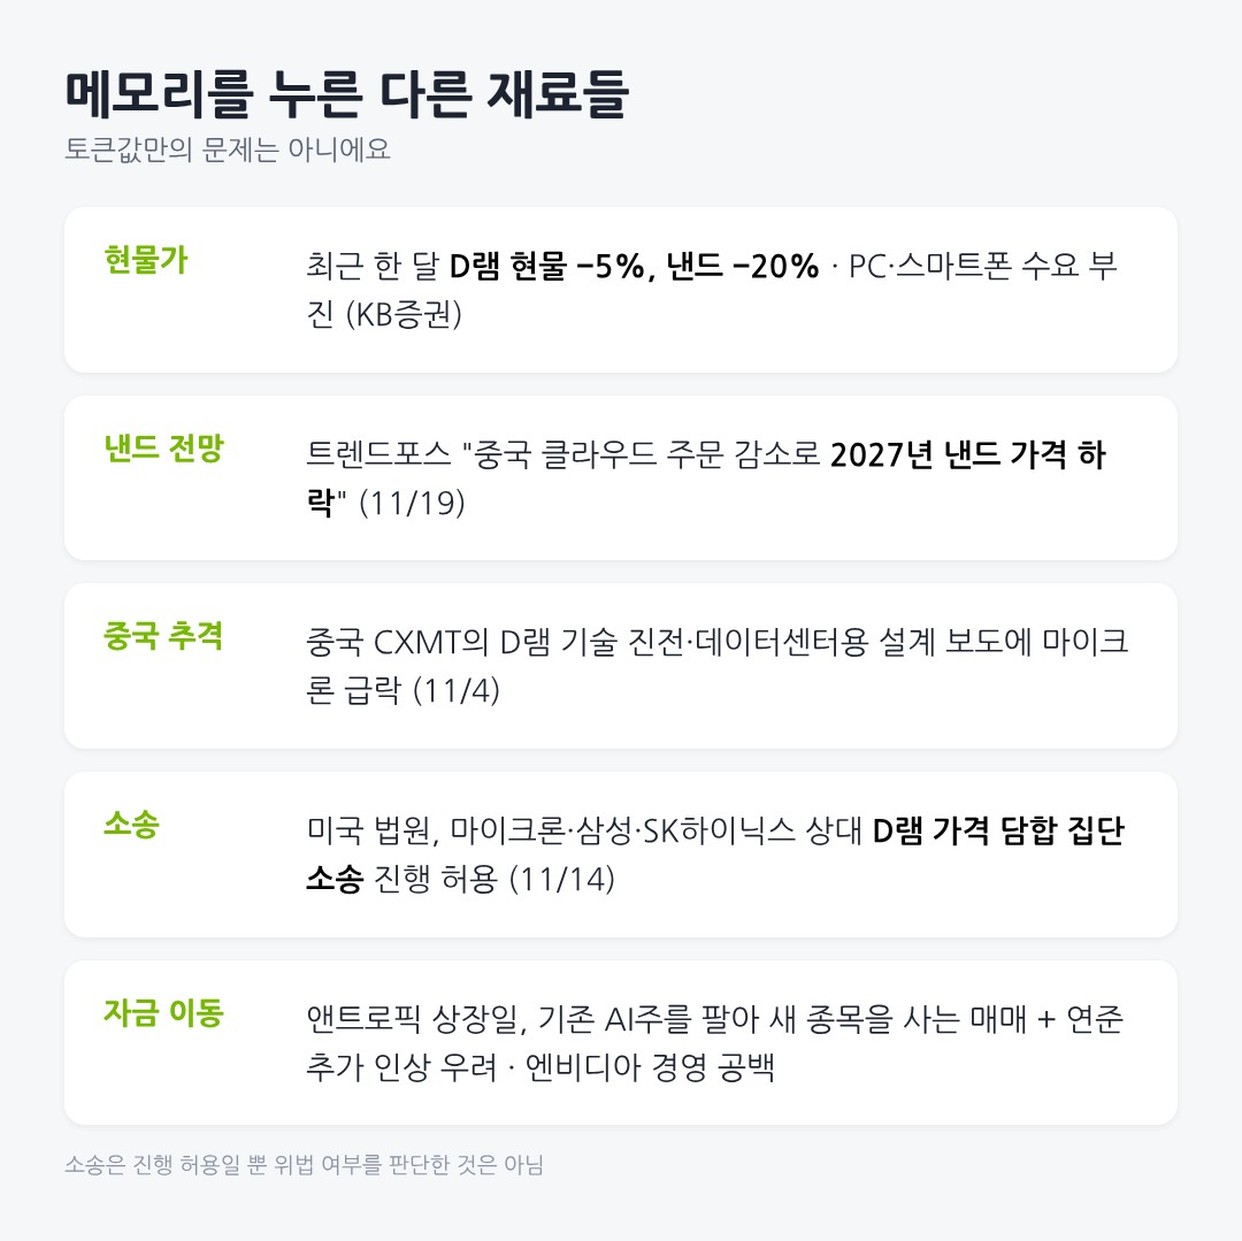 메모리를 누른 다른 재료들
토큰값만의 문제는 아니에요
현물가
최근 한 달 D램 현물 −5%, 낸드 −20% · PC·스마트폰 수요 부
진 (KB증권)
낸드 전망
트렌드포스 "중국 클라우드 주문 감소로 2027년 낸드 가격 하
락" (11/19)
중국 추격
중국 CXMT의 D램 기술 진전·데이터센터용 설계 보도에 마이크
론 급락 (11/4)
소송
미국 법원, 마이크론·삼성·SK하이닉스 상대 D램 가격 담합 집단
소송 진행 허용 (11/14)
자금 이동
앤트로픽 상장일, 기존 AI주를 팔아 새 종목을 사는 매매 + 연준
추가 인상 우려 · 엔비디아 경영 공백
소송은 진행 허용일 뿐 위법 여부를 판단한 것은 아님